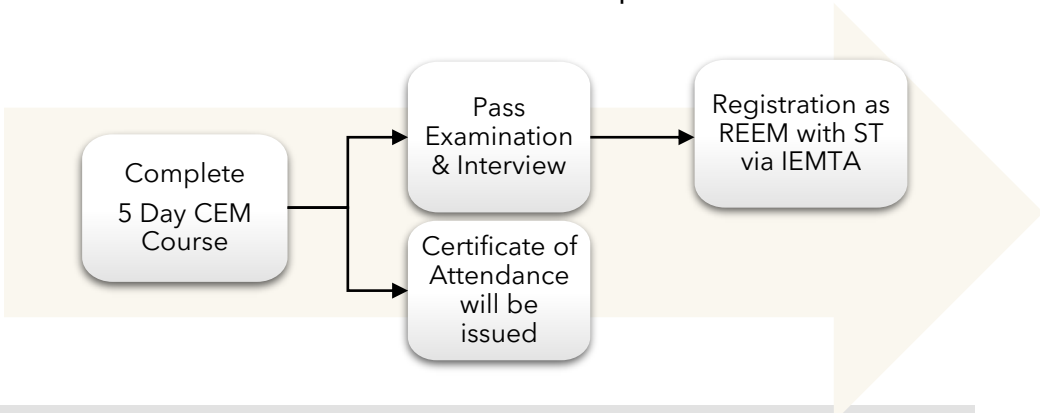 Complete
5 Day CEM
Course
Pass
Examination
& Interview
Certificate of
Attendance
will be
issued
Registration as
REEM with ST
via IEMTA